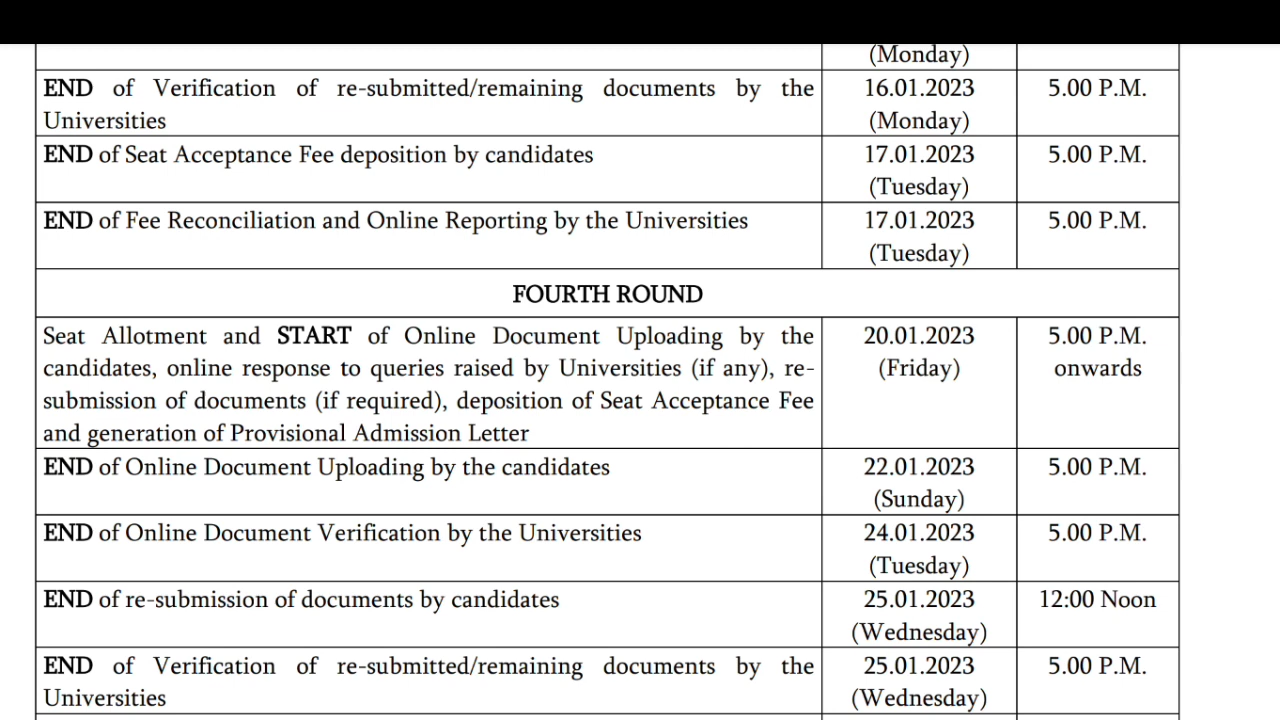 (Monday)
END of Verification of re-submitted/remaining documents by the
Universities
16.01.2023
(Monday)
5.00 P.M.
END of Seat Acceptance Fee deposition by candidates
17.01.2023
(Tuesday)
5.00 P.M.
END of Fee Reconciliation and Online Reporting by the Universities
17.01.2023
(Tuesday)
5.00 P.M.
FOURTH ROUND
Seat Allotment and START of Online Document Uploading by the
candidates, online response to queries raised by Universities (if any), re-
submission of documents (if required), deposition of Seat Acceptance Fee
and generation of Provisional Admission Letter
20.01.2023
(Friday)
5.00 P.M.
onwards
END of Online Document Uploading by the candidates
22.01.2023
(Sunday)
5.00 P.M.
END of Online Document Verification by the Universities
24.01.2023
(Tuesday)
5.00 P.M.
END of re-submission of documents by candidates
25.01.2023
(Wednesday)
12:00 Noon
END of Verification of re-submitted/remaining documents by the
Universities
25.01.2023
(Wednesday)
5.00 P.M.